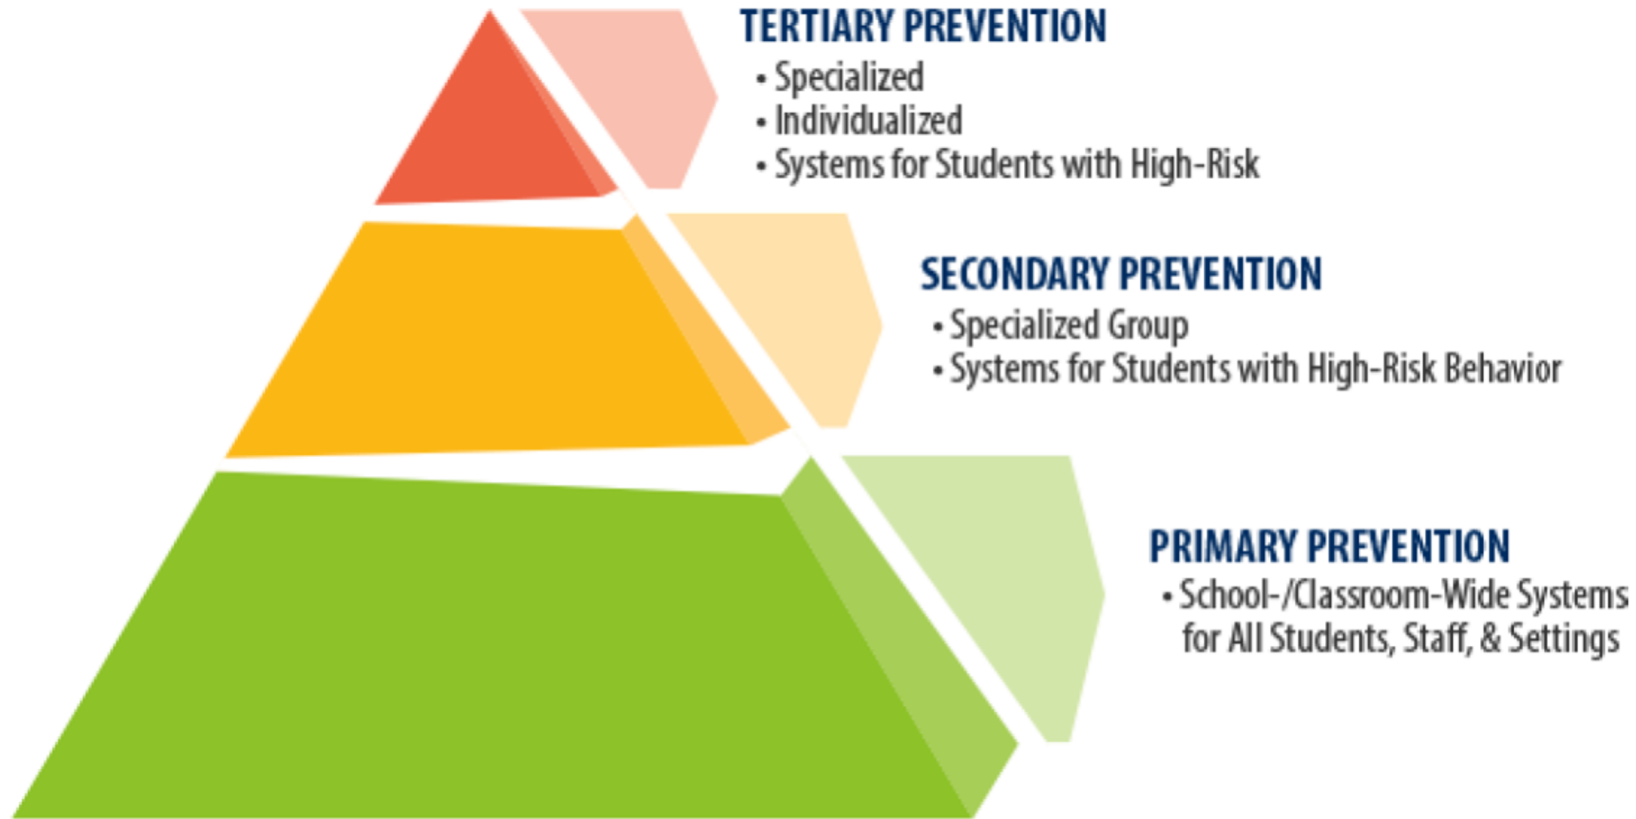 TERTIARY PREVENTION
• Specialized
• Individualized
• Systems for Students with High-Risk
SECONDARY PREVENTION
• Specialized Group
• Systems for Students with High-Risk Behavior
PRIMARY PREVENTION
• School-/Classroom-Wide Systems
for All Students, Staff, & Settings